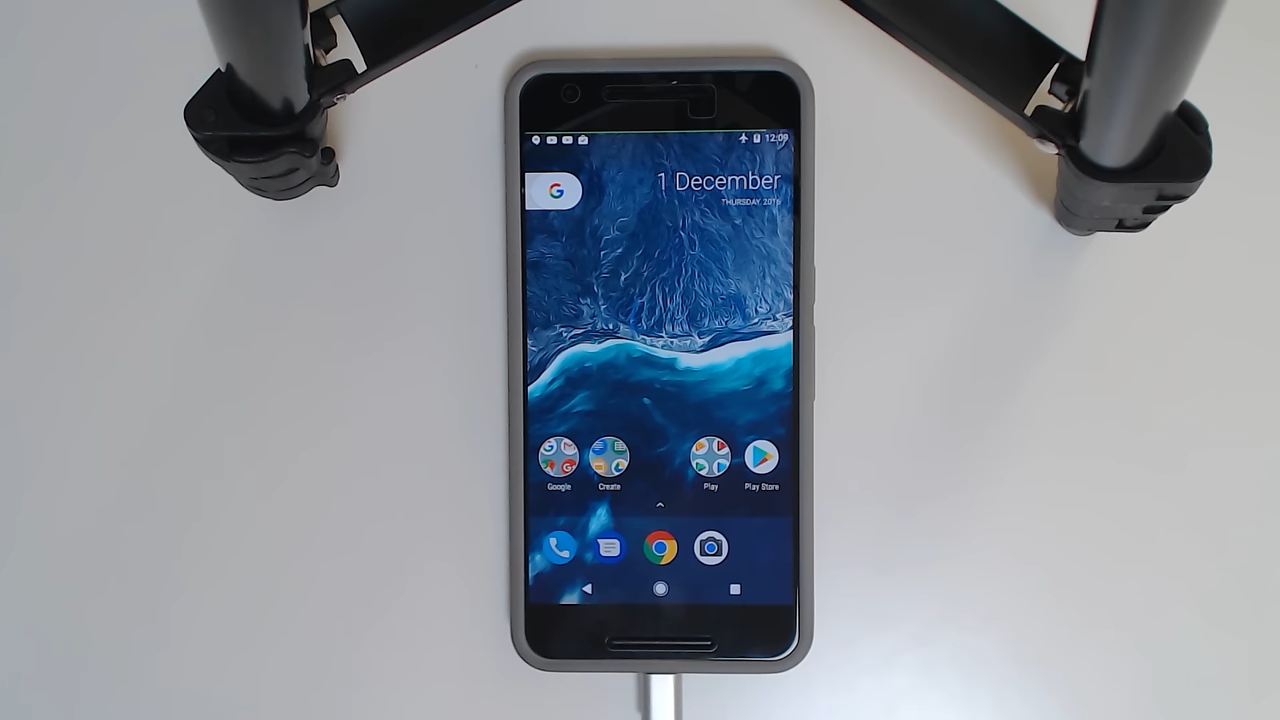 12:09
G
1 December
THURSDAY, 2016
Google
Create
Play
Play Store